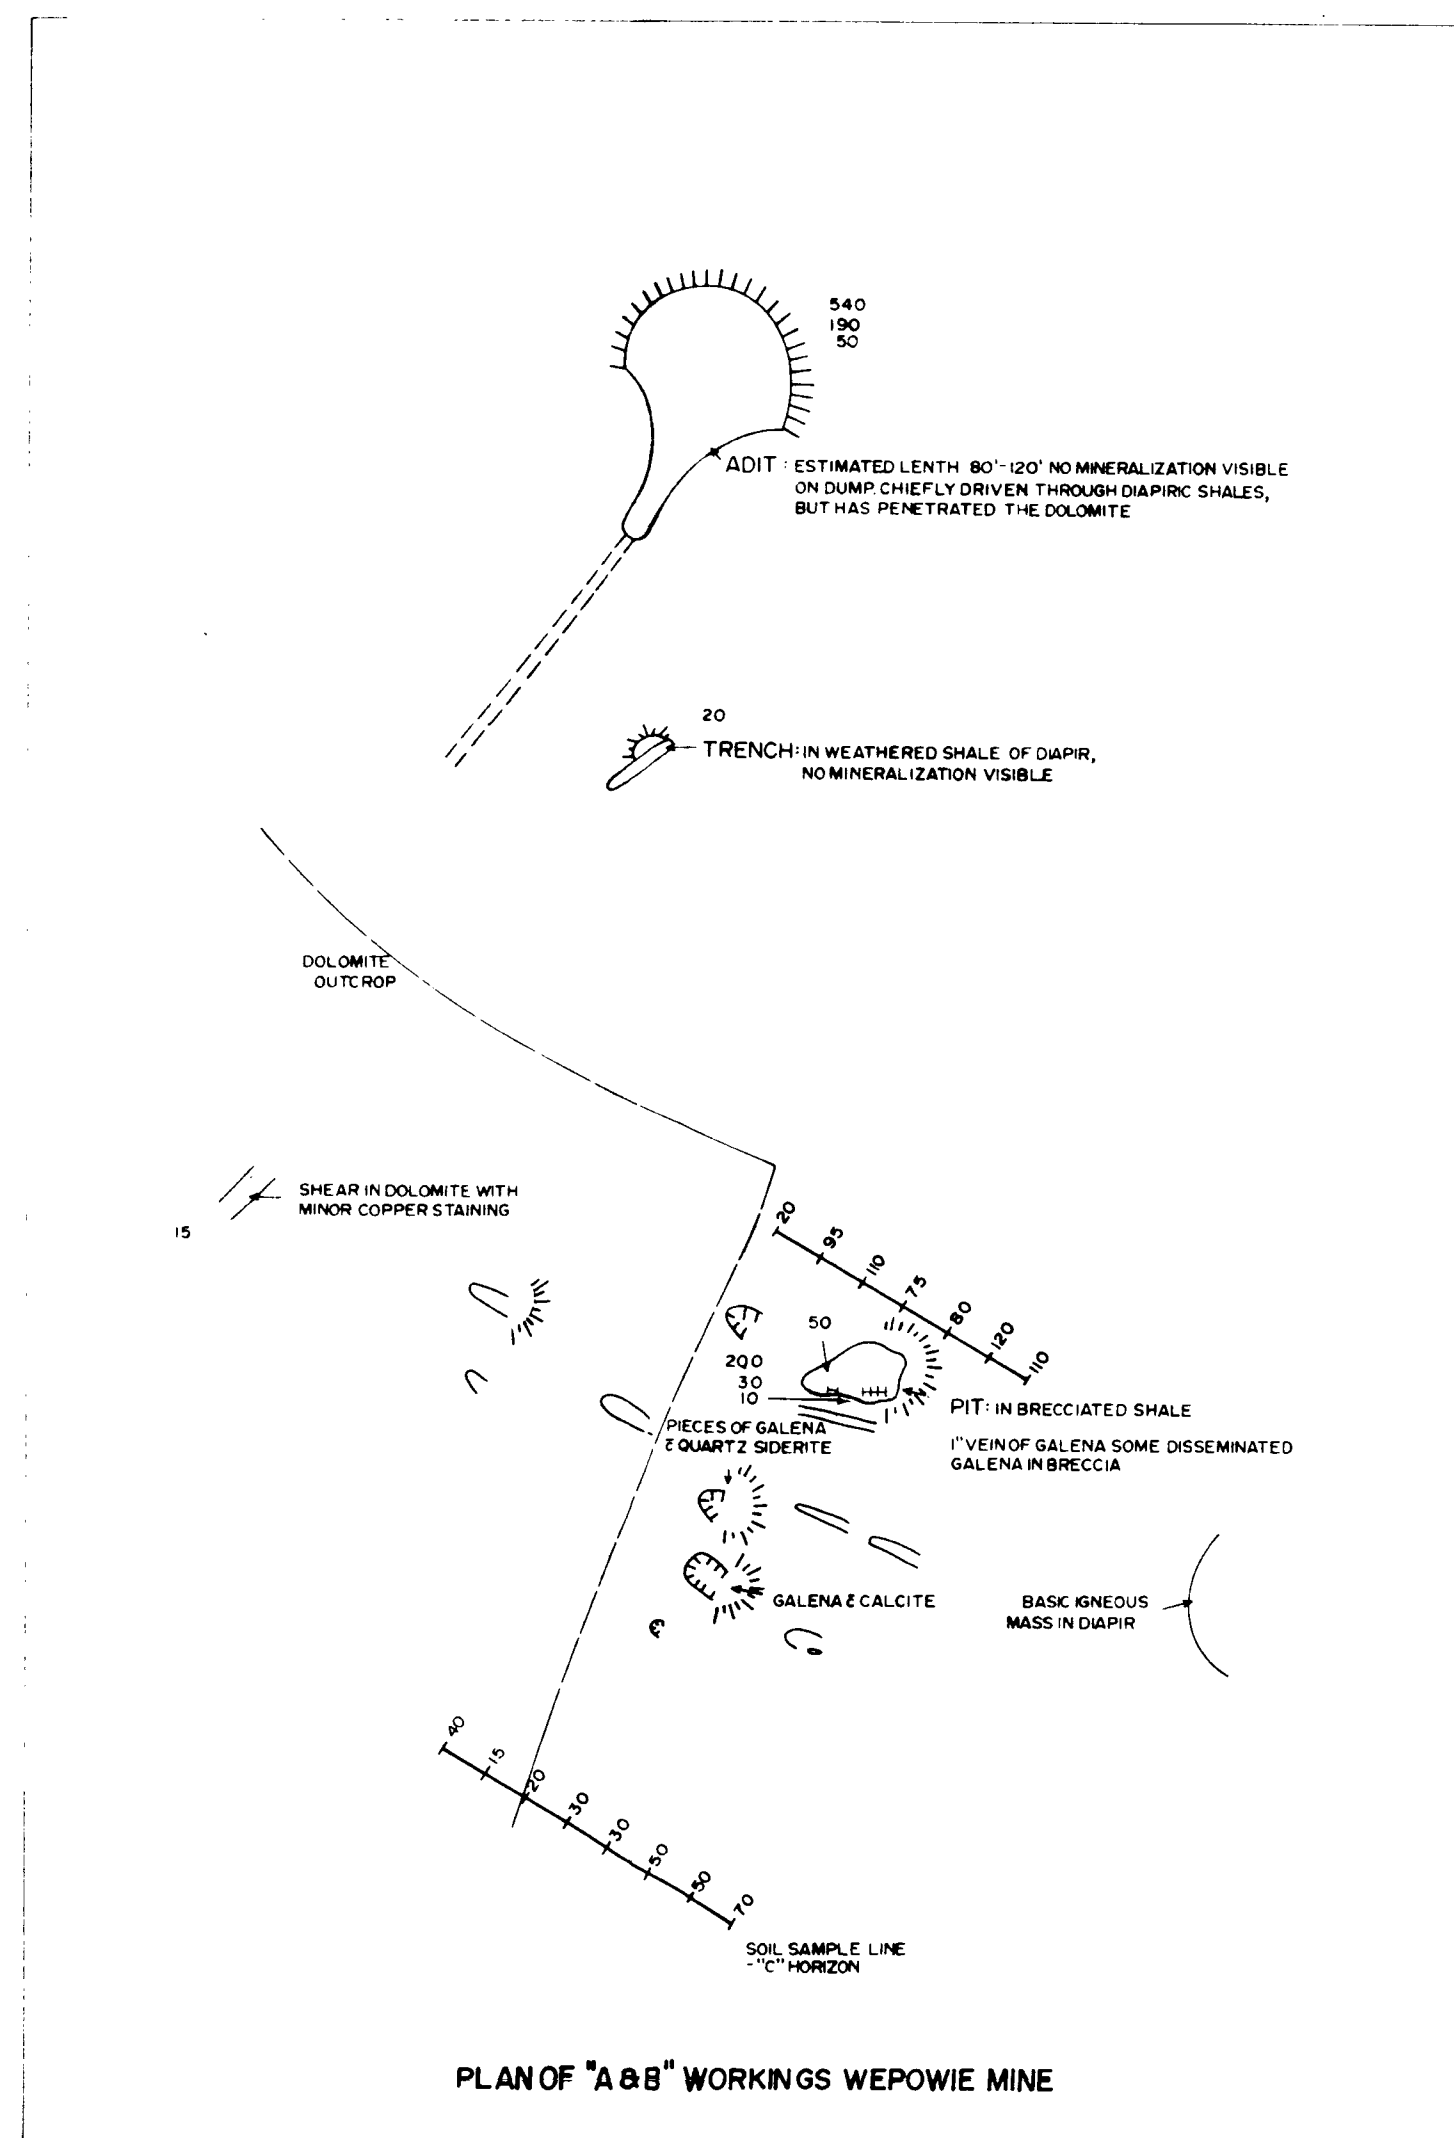 540
190
50
ADIT : ESTIMATED LENTH 80'-120' NO MINERALIZATION VISIBLE
ON DUMP. CHIEFLY DRIVEN THROUGH DIAPIRIC SHALES,
BUT HAS PENETRATED THE DOLOMITE
20
TRENCH: IN WEATHERED SHALE OF DIAPIR,
NO MINERALIZATION VISIBLE
DOLOMITE
OUTCROP
SHEAR IN DOLOMITE WITH
MINOR COPPER STAINING
15
20
95
110
75
80
120
110
50
200
30
10
PIT: IN BRECCIATED SHALE
1" VEIN OF GALENA SOME DISSEMINATED
GALENA IN BRECCIA
PIECES OF GALENA
c̄ QUARTZ SIDERITE
GALENA c̄ CALCITE
BASIC IGNEOUS
MASS IN DIAPIR
40
15
20
30
30
50
50
70
SOIL SAMPLE LINE
-"C" HORIZON
PLAN OF "A & B" WORKINGS WEPOWIE MINE